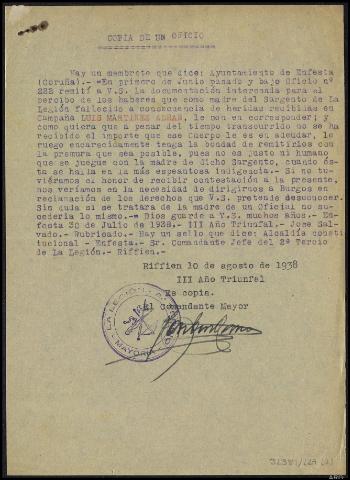 COPIA DE UN OFICIO
Hay un membrete que dice: Ayuntamiento de Enfesta
(Coruña).- "En primero de Junio pasado y bajo Oficio nº
222 remití a V.S. la documentación interesada para el
percibo de los haberes que como madre del Sargento de La
Legión fallecido a consecuencia de heridas recibidas en
Campaña LUIS MARTINEZ le son corresponder; y
como quiera que a pesar del tiempo transcurrido no se ha
recibido el importe que ese Cuerpo le es en adeudar, le
ruego encarecidamente tenga la bondad de remitirlos con
la premura que sea posible, pues no es justo ni humano
que se juegue con la madre de dicho Sargento, cuando és-
ta se halla en la más espantosa indigencia.- Si no tu-
viéramos el honor de recibir contestación a la presente,
nos veríamos en la necesidad de dirigirnos a Burgos en
reclamación de los derechos que V.S. pretende desconocer.
Sin duda si se tratara de la madre de un Oficial no su-
cedería lo mismo.- Dios guarde a V.S. muchos años.- En-
festa 30 de Julio de 1938.- III Año Triunfal.- Jose Sal-
vado.- Rubricado.- Hay un sello que dice: Alcaldía consti
tucional - Enfesta.- Sr. Comandante Jefe del 2º Tercio
de La Legión.- Riffien.-
Riffien 10 de agosto de 1938
III Año Triunfal
Es copia.
El Comandante Mayor
LA LEGION
MAYORIA